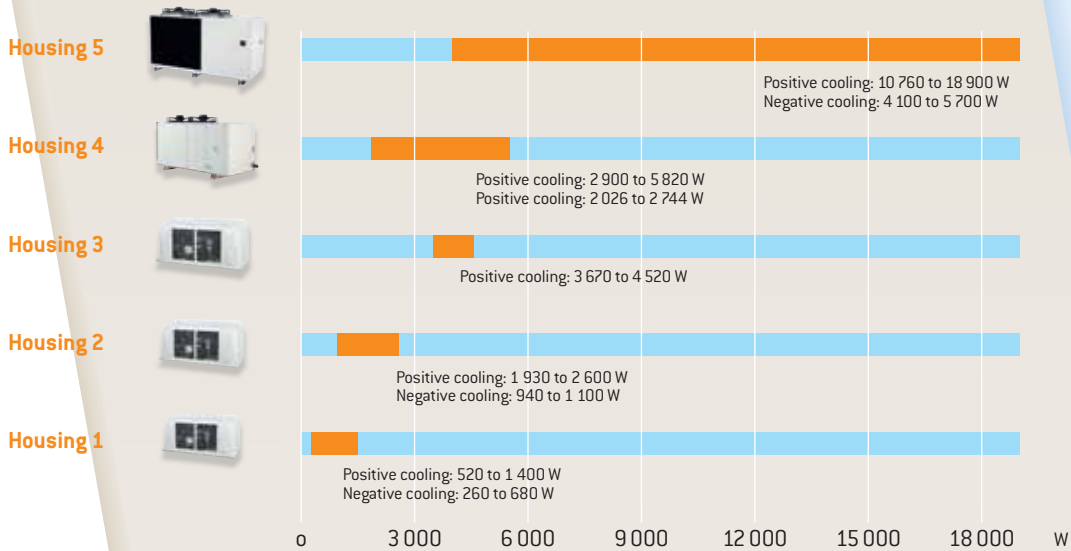 Housing 5
Positive cooling: 10 760 to 18 900 W
Negative cooling: 4 100 to 5 700 W
Housing 4
Positive cooling: 2 900 to 5 820 W
Positive cooling: 2 026 to 2 744 W
Housing 3
Positive cooling: 3 670 to 4 520 W
Housing 2
Positive cooling: 1 930 to 2 600 W
Negative cooling: 940 to 1 100 W
Housing 1
Positive cooling: 520 to 1 400 W
Negative cooling: 260 to 680 W
o 3 000 6 000 9 000 12 000 15 000 18 000 W